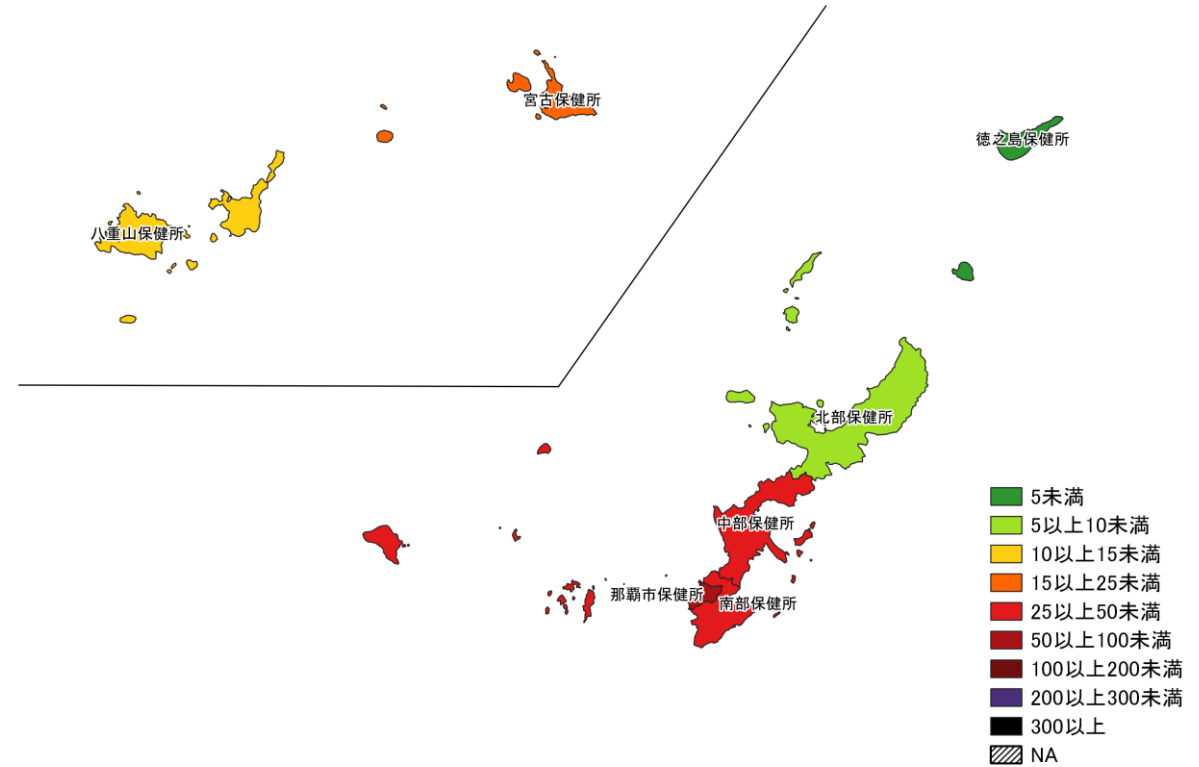 宮古保健所
徳之島保健所
八重山保健所
北部保健所
中部保健所
那覇市保健所
南部保健所
5未満
5以上10未満
10以上15未満
15以上25未満
25以上50未満
50以上100未満
100以上200未満
200以上300未満
300以上
NA